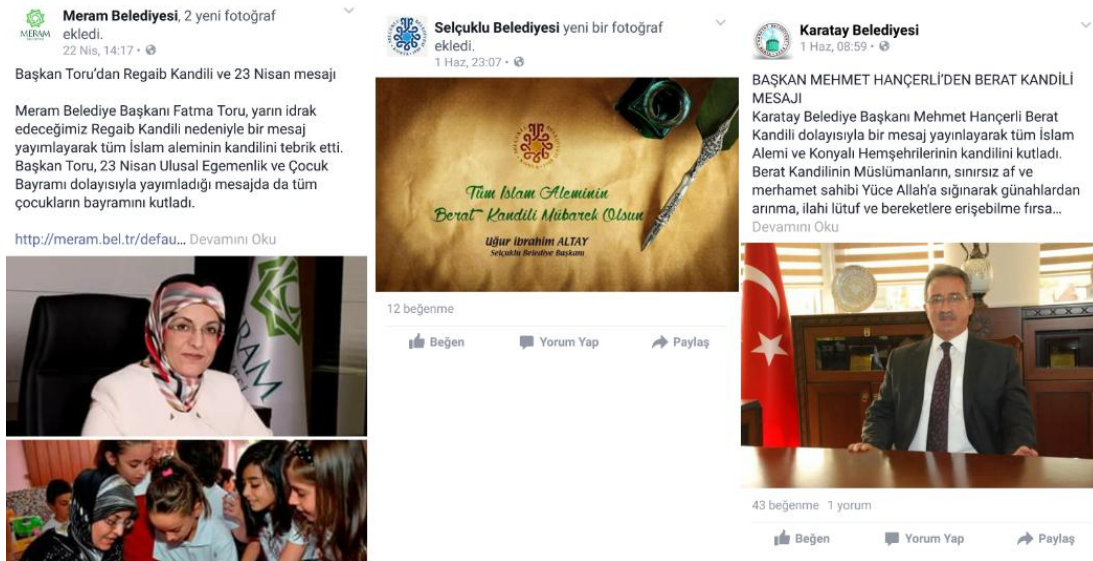 MERAM
Meram Belediyesi, 2 yeni fotoğraf
ekledi.
22 Nis, 14:17
Başkan Toru'dan Regaib Kandili ve 23 Nisan mesajı
Meram Belediye Başkanı Fatma Toru, yarın idrak
edeceğimiz Regaib Kandili nedeniyle bir mesaj
yayımlayarak tüm İslam aleminin kandilini tebrik etti.
Başkan Toru, 23 Nisan Ulusal Egemenlik ve Çocuk
Bayramı dolayısıyla yayımladığı mesajda da tüm
çocukların bayramını kutladı.
http://meram.bel.tr/defau... Devamını Oku
Selçuklu Belediyesi yeni bir fotoğraf
ekledi.
1 Haz, 23:07
Tüm İslam Aleminin
Berat Kandili Mübarek Olsun
Uğur İbrahim ALTAY
Selçuklu Belediye Başkanı
12 beğenme
Beğen Yorum Yap Paylaş
Karatay Belediyesi
1 Haz, 08:59
BAŞKAN MEHMET HANÇERLİ'DEN BERAT KANDİLİ
MESAJI
Karatay Belediye Başkanı Mehmet Hançerli Berat
Kandili dolayısıyla bir mesaj yayınlayarak tüm İslam
Alemi ve Konyalı Hemşehrilerinin kandilini kutladı.
Berat Kandilinin Müslümanların, sınırsız af ve
merhamet sahibi Yüce Allah'a sığınarak günahlardan
arınma, ilahi lütuf ve bereketlere erişebilme fırsa...
Devamını Oku
43 beğenme 1 yorum
Beğen Yorum Yap Paylaş